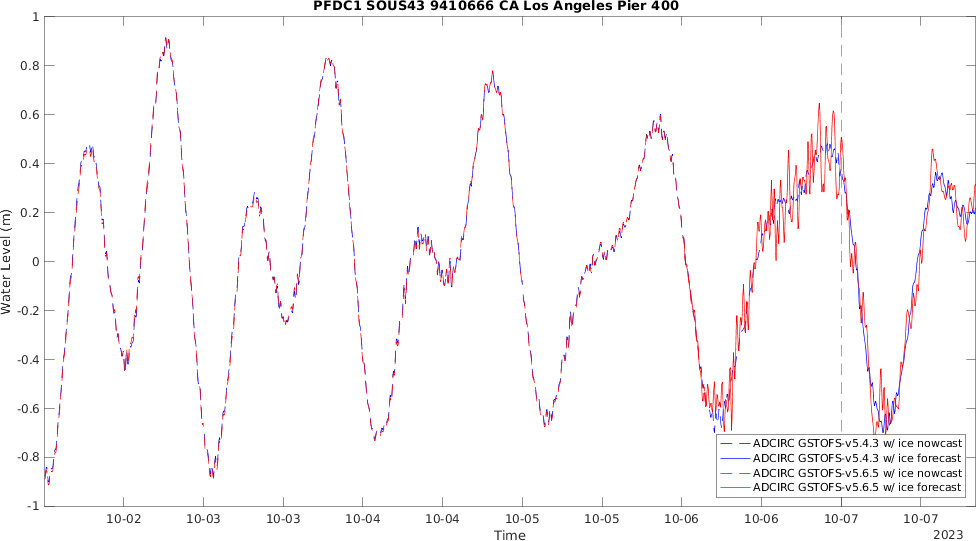 PFDC1 SOUS43 9410666 CA Los Angeles Pier 400
1
0.8
0.6
0.4
0.2
0
-0.2
-0.4
-0.6
-0.8
-1
Water Level (m)
ADCIRC GSTOFS-v5.4.3 w/ ice nowcast
ADCIRC GSTOFS-v5.4.3 w/ ice forecast
ADCIRC GSTOFS-v5.6.5 w/ ice nowcast
ADCIRC GSTOFS-v5.6.5 w/ ice forecast
10-02 10-03 10-03 10-04 10-04 10-05 10-05 10-06 10-06 10-07 10-07
Time
2023